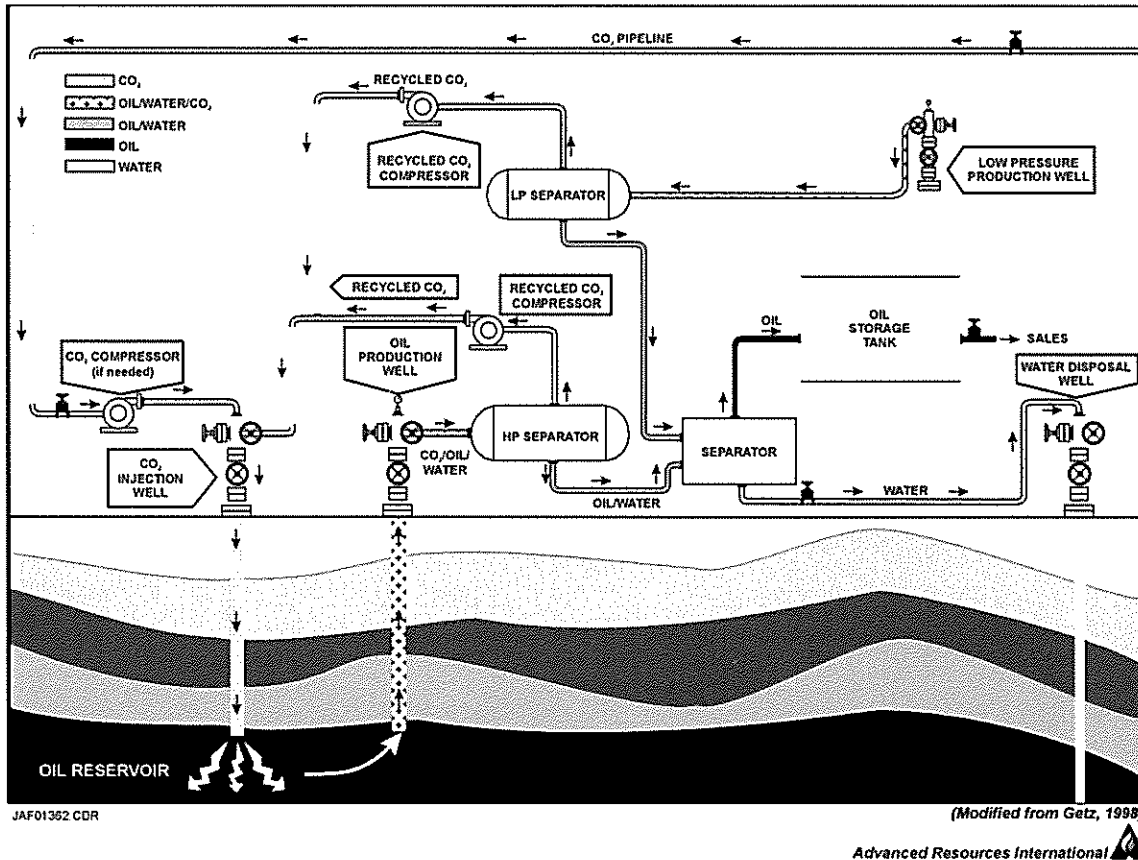 CO₂ PIPELINE
CO₂
OIL/WATER/CO₂
OIL/WATER
OIL
WATER
RECYCLED CO₂
RECYCLED CO₂
COMPRESSOR
LOW PRESSURE
PRODUCTION WELL
LP SEPARATOR
RECYCLED CO₂
RECYCLED CO₂
COMPRESSOR
OIL
STORAGE
TANK
OIL
SALES
OIL
PRODUCTION
WELL
CO₂ COMPRESSOR
(if needed)
WATER DISPOSAL
WELL
HP SEPARATOR
SEPARATOR
CO₂/OIL/
WATER
CO₂
INJECTION
WELL
OIL/WATER
WATER
OIL RESERVOIR
JAF01362.CDR
(Modified from Getz, 1998)
Advanced Resources International